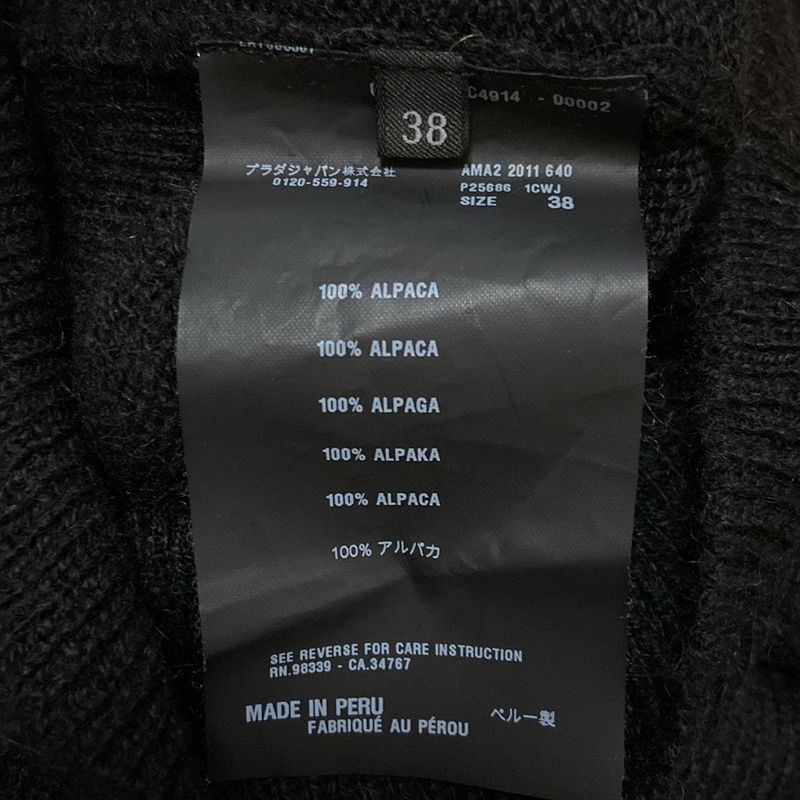 38
C4914 - 00002
プラダジャパン株式会社
0120-559-914
AMA2 2011 640
P25686 1CWJ
SIZE 38
100% ALPACA
100% ALPACA
100% ALPAGA
100% ALPAKA
100% ALPACA
100% アルパカ
SEE REVERSE FOR CARE INSTRUCTION
RN.98339 - CA.34767
MADE IN PERU
FABRIQUÉ AU PÉROU
ペルー製